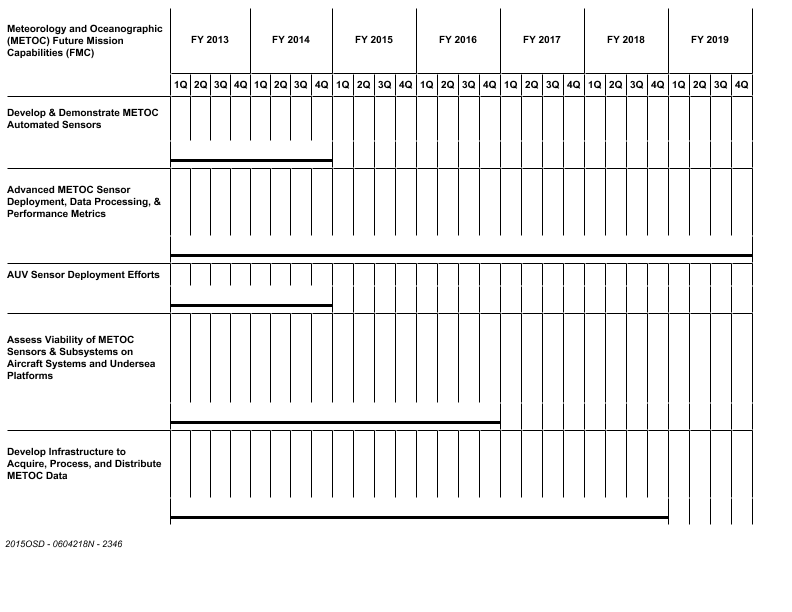 Meteorology and Oceanographic
(METOC) Future Mission
Capabilities (FMC)
FY 2013 FY 2014 FY 2015 FY 2016 FY 2017 FY 2018 FY 2019
1Q 2Q 3Q 4Q 1Q 2Q 3Q 4Q 1Q 2Q 3Q 4Q 1Q 2Q 3Q 4Q 1Q 2Q 3Q 4Q 1Q 2Q 3Q 4Q 1Q 2Q 3Q 4Q
Develop & Demonstrate METOC
Automated Sensors
Advanced METOC Sensor
Deployment, Data Processing, &
Performance Metrics
AUV Sensor Deployment Efforts
Assess Viability of METOC
Sensors & Subsystems on
Aircraft Systems and Undersea
Platforms
Develop Infrastructure to
Acquire, Process, and Distribute
METOC Data
2015OSD - 0604218N - 2346